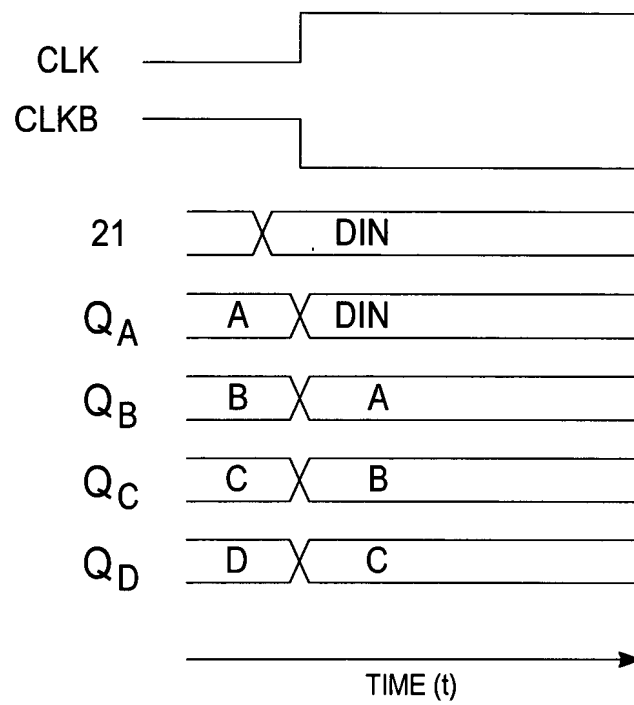 CLK
CLKB
21 DIN
QA A DIN
QB B A
QC C B
QD D C
TIME (t)